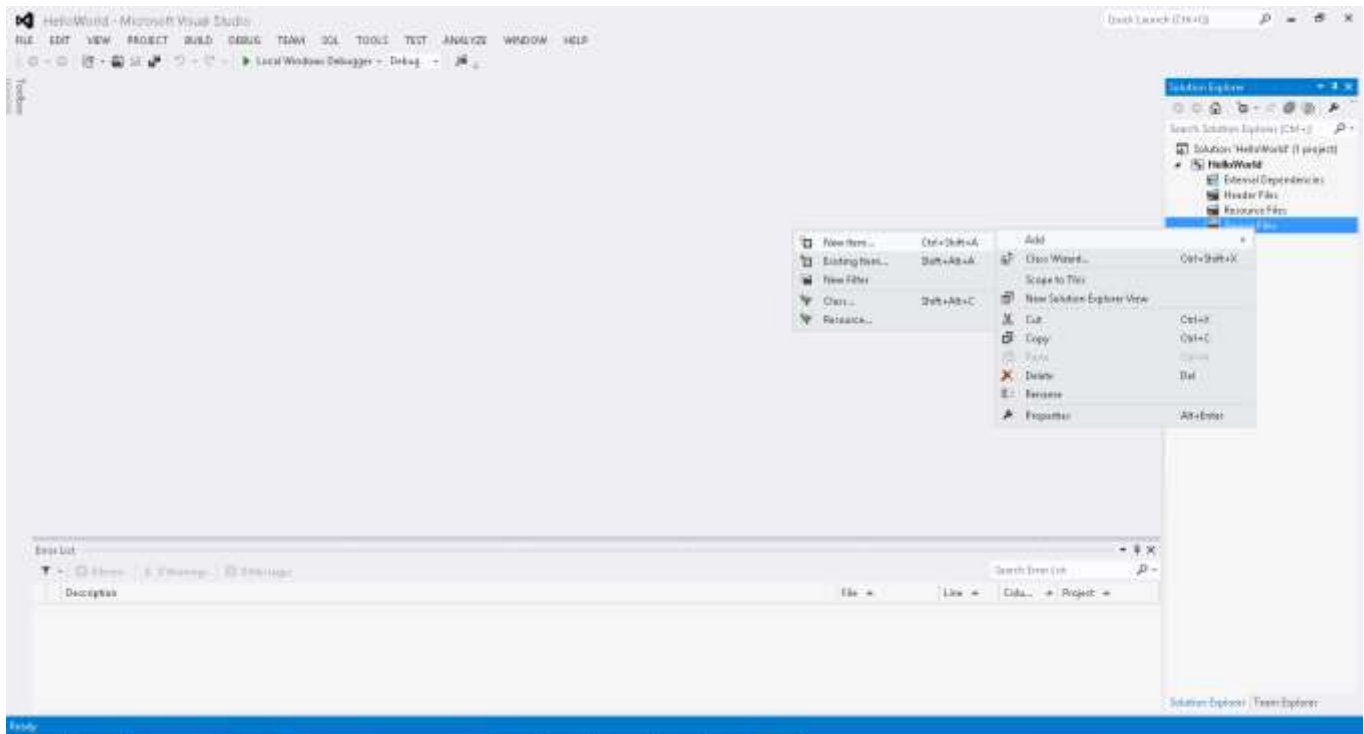 HelloWorld - Microsoft Visual Studio
Quick Launch (Ctrl+Q)
FILE EDIT VIEW PROJECT BUILD DEBUG TEAM SQL TOOLS TEST ANALYZE WINDOW HELP
Local Windows Debugger Debug
Toolbox
Solution Explorer
Search Solution Explorer (Ctrl+;)
Solution 'HelloWorld' (1 project)
HelloWorld
External Dependencies
Header Files
Resource Files
Files
New Item... Ctrl+Shift+A
Existing Item... Shift+Alt+A
New Filter
Class... Shift+Alt+C
Resource...
Add
Class Wizard... Ctrl+Shift+X
Scope to This
New Solution Explorer View
Cut Ctrl+X
Copy Ctrl+C
Paste
Delete Del
Rename
Properties Alt+Enter
Error List
Search Error List
Description File Line Colu... Project
Solution Explorer Team Explorer
Ready